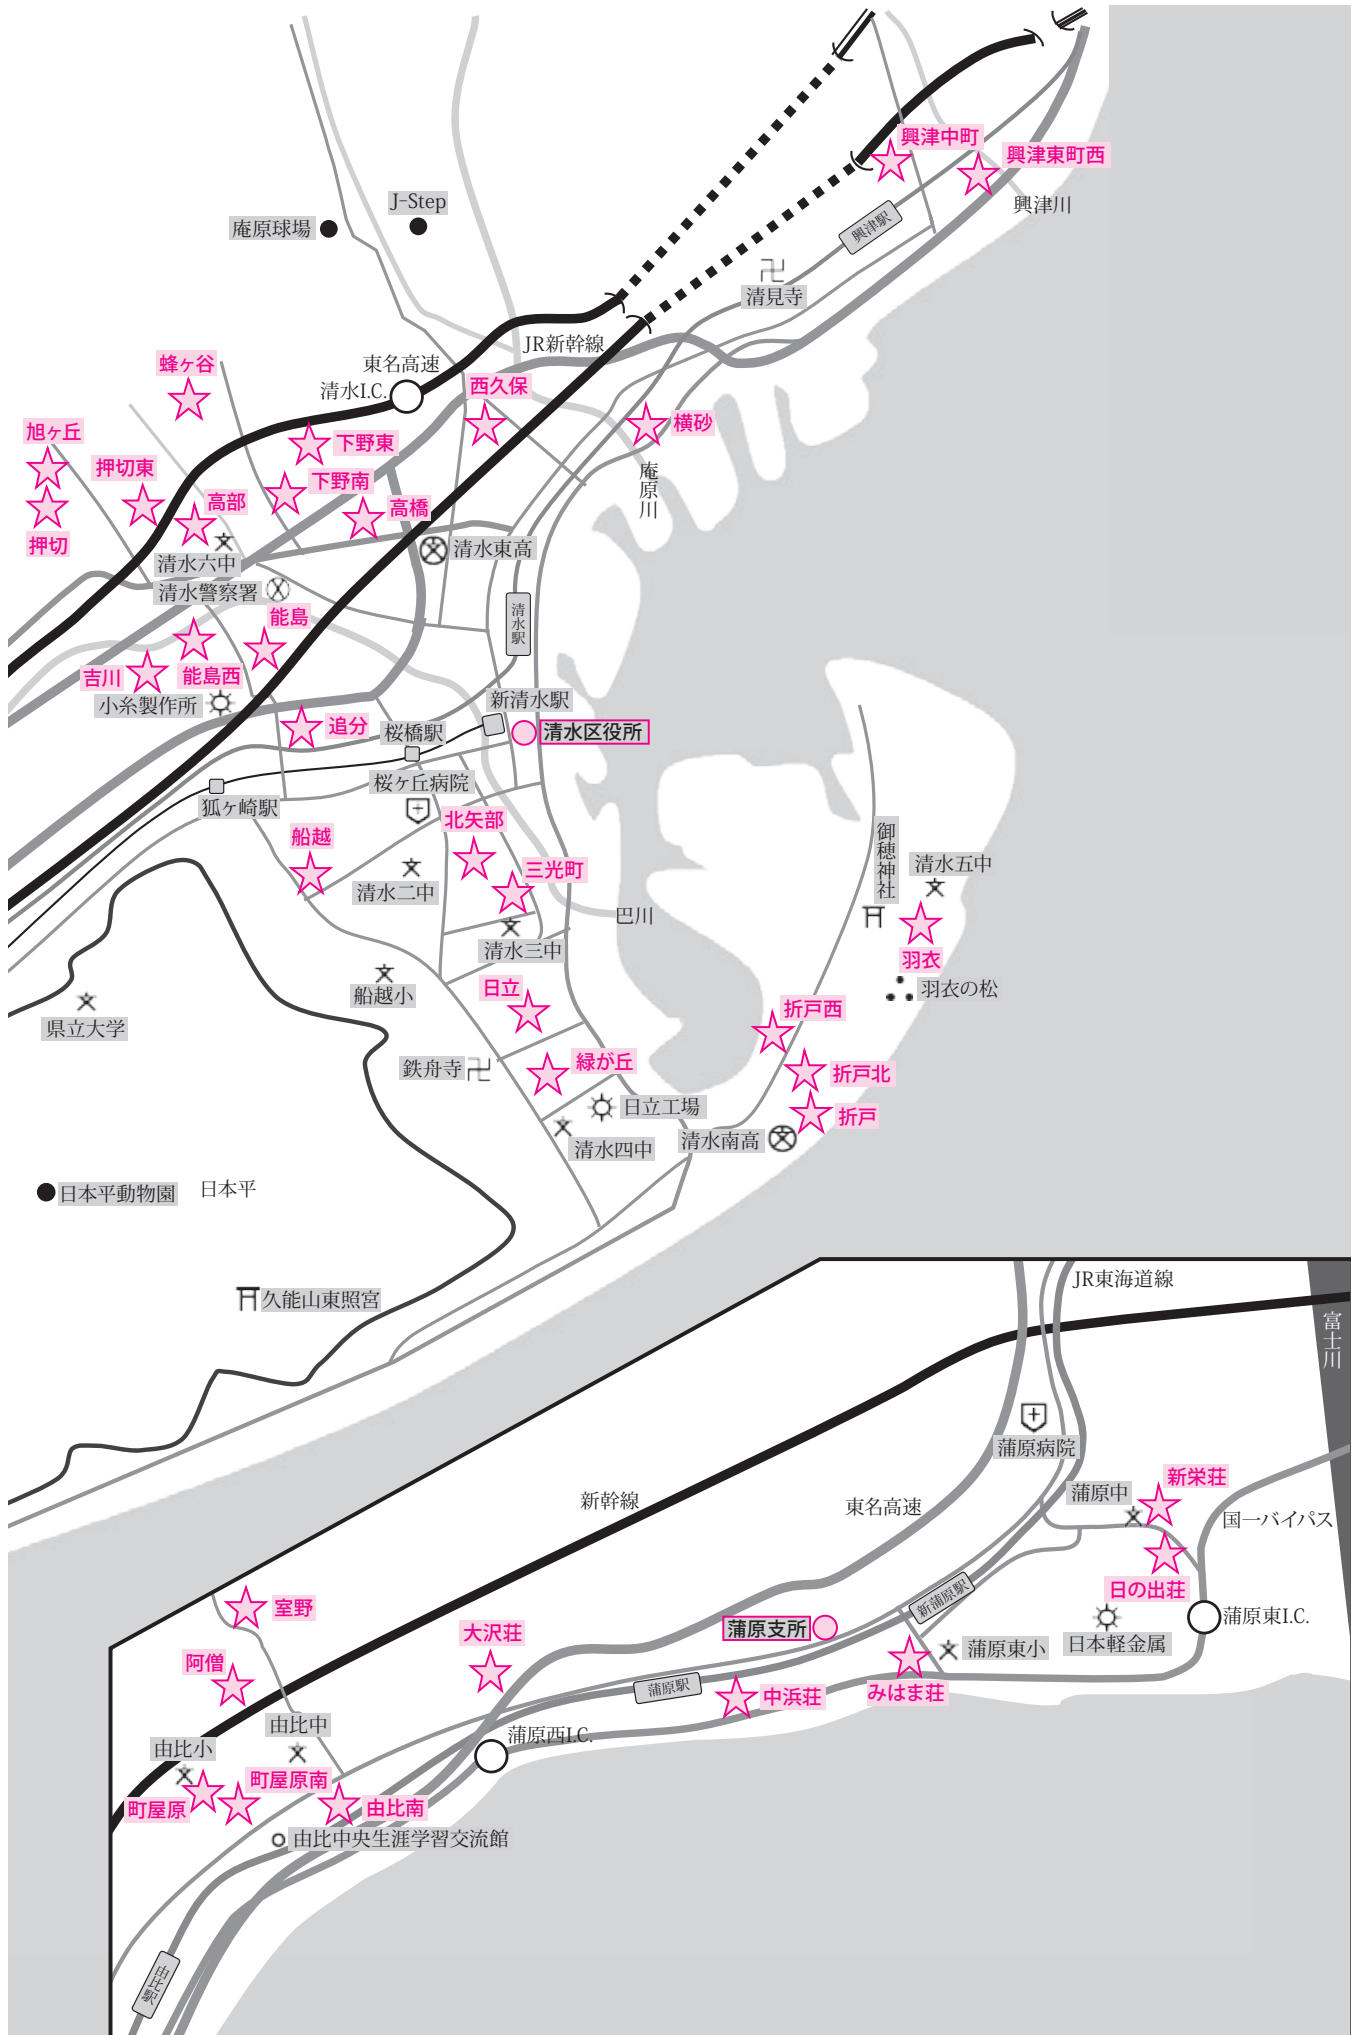 興津中町
興津東町西
J-Step
庵原球場
興津川
興津駅
清見寺
JR新幹線
東名高速
清水I.C.
蜂ヶ谷
西久保
横砂
旭ヶ丘
下野東
押切東
下野南
庵原川
高部
高橋
押切
清水六中
清水東高
清水警察署
能島
清水駅
吉川
能島西
小糸製作所
新清水駅
追分
桜橋駅
清水区役所
桜ヶ丘病院
狐ヶ崎駅
北矢部
船越
御穂神社
清水五中
三光町
清水二中
巴川
清水三中
羽衣
日立
船越小
羽衣の松
折戸西
県立大学
鉄舟寺
緑が丘
折戸北
日立工場
折戸
清水四中
清水南高
日本平動物園
日本平
久能山東照宮
JR東海道線
富士川
蒲原病院
新栄荘
蒲原中
新幹線
東名高速
国一バイパス
日の出荘
新蒲原駅
室野
大沢荘
蒲原支所
蒲原東I.C.
日本軽金属
蒲原東小
阿僧
蒲原駅
中浜荘
みはま荘
由比中
蒲原西I.C.
由比小
町屋原南
町屋原
由比南
由比中央生涯学習交流館
由比駅